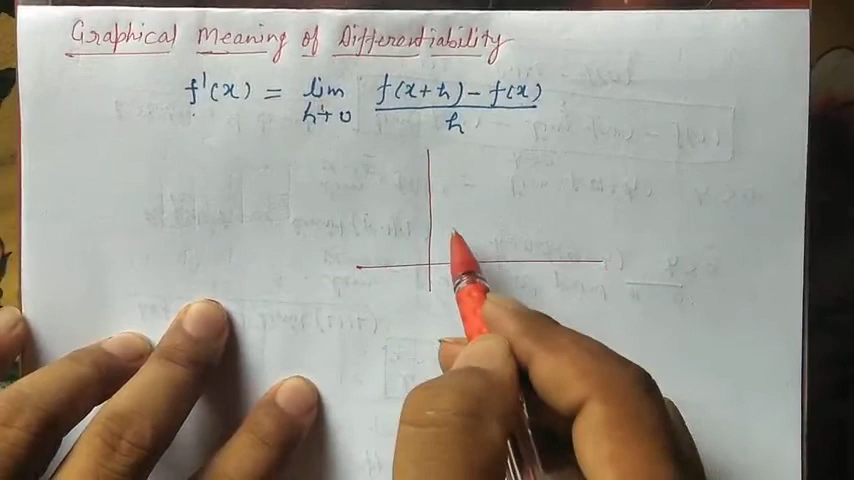 Graphical Meaning of Differentiability
f'(x) = lim h→0 f(x+h) - f(x) / h